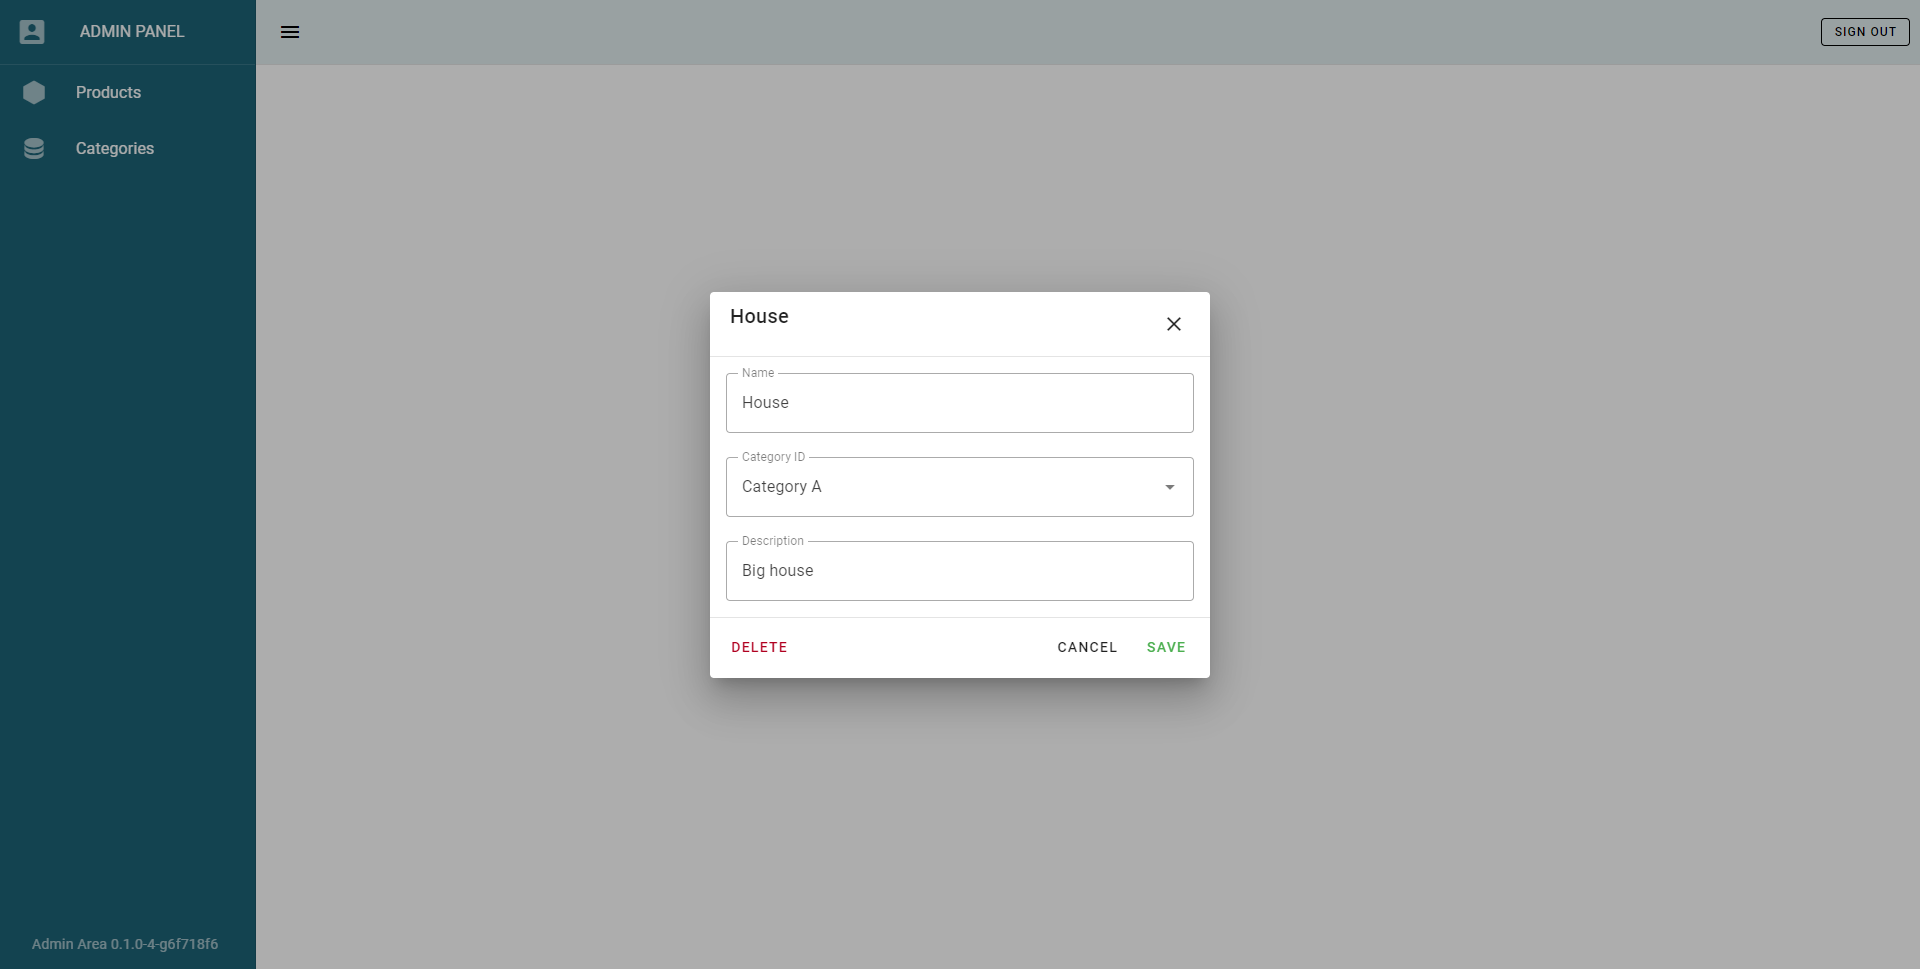 ADMIN PANEL
SIGN OUT
Products
Categories
House
Name
House
Category ID
Category A
Description
Big house
DELETE
CANCEL
SAVE
Admin Area 0.1.0-4-g6f718f6